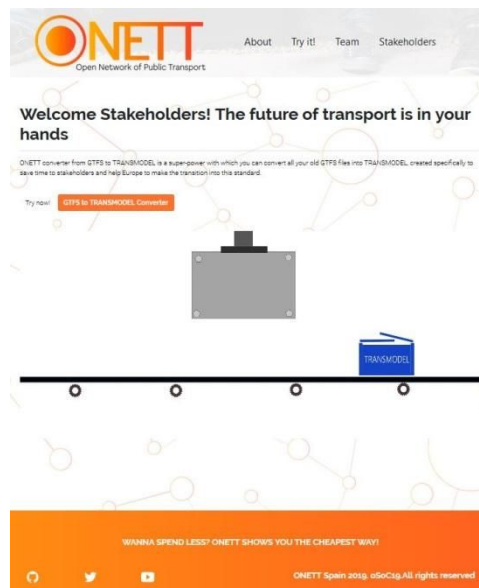 ONETT
Open Network of Public Transport
About Try it! Team Stakeholders
Welcome Stakeholders! The future of transport is in your
hands
ONETT converter from GTFS to TRANSMODEL is a super-power with which you can convert all your old GTFS files into TRANSMODEL, created specifically to
save time to stakeholders and help Europe to make the transition into this standard.
Try now! GTFS to TRANSMODEL Converter
TRANSMODEL
WANNA SPEND LESS? ONETT SHOWS YOU THE CHEAPEST WAY!
ONETT Spain 2019. oSoC19.All rights reserved